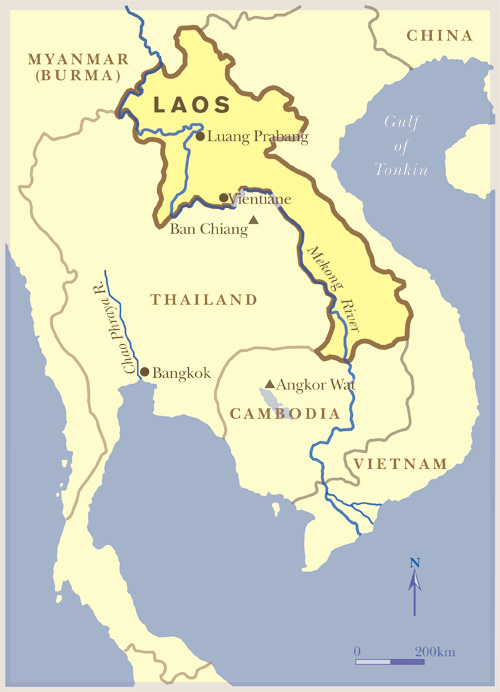 CHINA
MYANMAR
(BURMA)
LAOS
Gulf
of
Tonkin
Luang Prabang
Vientiane
Ban Chiang
Mekong
River
THAILAND
Chao Phraya R.
Bangkok
Angkor Wat
CAMBODIA
VIETNAM
N
0 200km